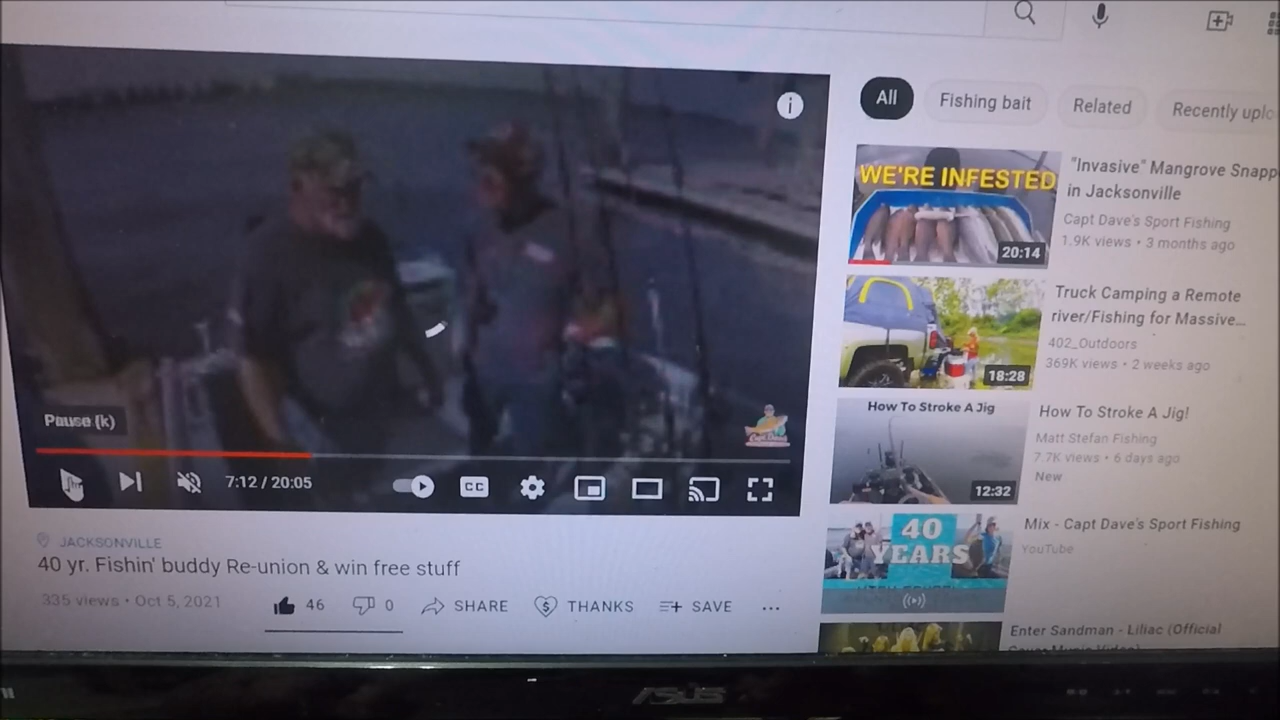 All
Fishing bait
Related
Recently uplo
WE'RE INFESTED
20:14
"Invasive" Mangrove Snapp
in Jacksonville
Capt Dave's Sport Fishing
1.9K views • 3 months ago
18:28
Truck Camping a Remote
river/Fishing for Massive...
402_Outdoors
369K views • 2 weeks ago
How To Stroke A Jig
12:32
How To Stroke A Jig!
Matt Stefan Fishing
7.7K views • 6 days ago
New
40
YEARS
Mix - Capt Dave's Sport Fishing
YouTube
Enter Sandman - Liliac (Official
Pause (k)
7:12 / 20:05
CC
JACKSONVILLE
40 yr. Fishin' buddy Re-union & win free stuff
335 views • Oct 5, 2021
46
0
SHARE
THANKS
SAVE
...
ASUS